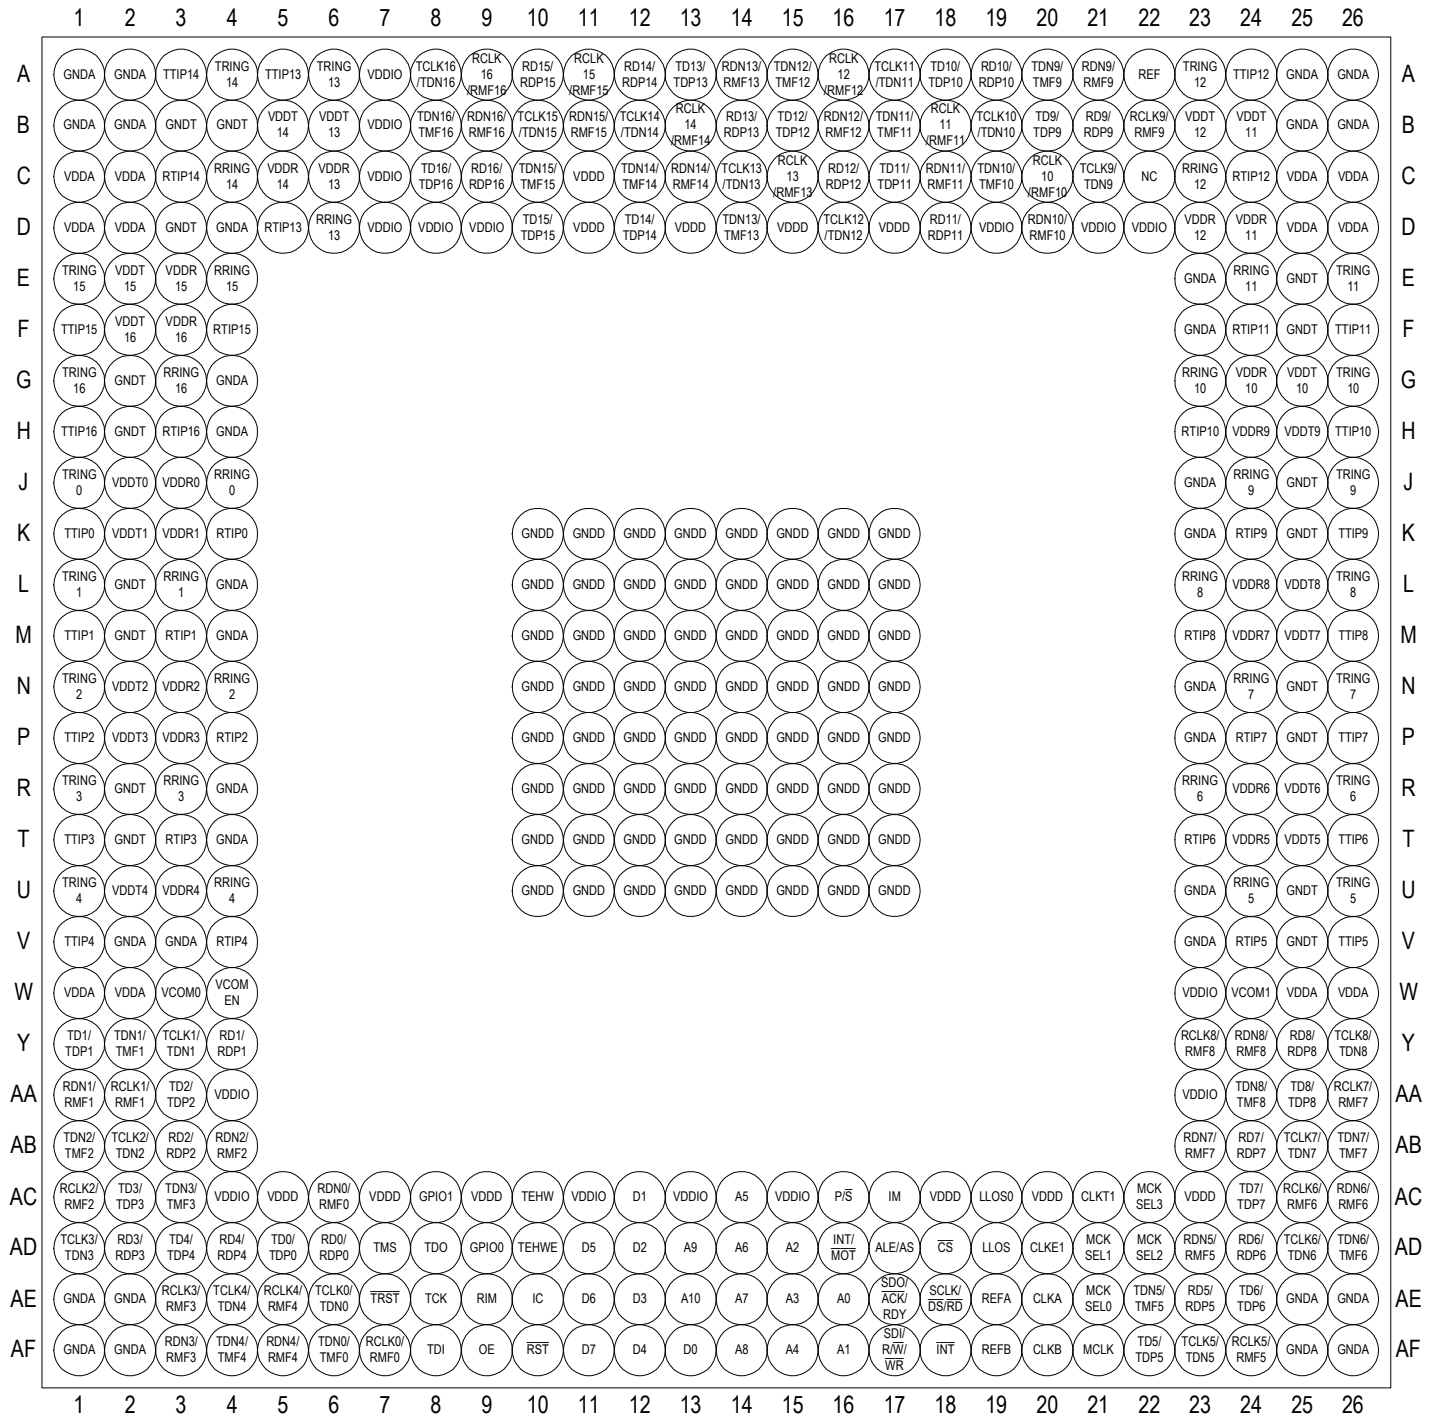 1 2 3 4 5 6 7 8 9 10 11 12 13 14 15 16 17 18 19 20 21 22 23 24 25 26
A GNDA GNDA TTIP14 TRING 14 TTIP13 TRING 13 VDDIO TCLK16 /TDN16 RCLK 16 /RMF16 RD15/ RDP15 RCLK 15 /RMF15 RD14/ RDP14 TD13/ TDP13 RDN13/ RMF13 TDN12/ TMF12 RCLK 12 /RMF12 TCLK11 /TDN11 TD10/ TDP10 RD10/ RDP10 TDN9/ TMF9 RDN9/ RMF9 REF TRING 12 TTIP12 GNDA GNDA A
B GNDA GNDA GNDT GNDT VDDT 14 VDDT 13 VDDIO TDN16/ TMF16 RDN16/ RMF16 TCLK15 /TDN15 RDN15/ RMF15 TCLK14 /TDN14 RCLK 14 /RMF14 RD13/ RDP13 TD12/ TDP12 RDN12/ RMF12 TDN11/ TMF11 RCLK 11 /RMF11 TCLK10 /TDN10 TD9/ TDP9 RD9/ RDP9 RCLK9/ RMF9 VDDT 12 VDDT 11 GNDA GNDA B
C VDDA VDDA RTIP14 RRING 14 VDDR 14 VDDR 13 VDDIO TD16/ TDP16 RD16/ RDP16 TDN15/ TMF15 VDDD TDN14/ TMF14 RDN14/ RMF14 TCLK13 /TDN13 RCLK 13 /RMF13 RD12/ RDP12 TD11/ TDP11 RDN11/ RMF11 TDN10/ TMF10 RCLK 10 /RMF10 TCLK9/ TDN9 NC RRING 12 RTIP12 VDDA VDDA C
D VDDA VDDA GNDT GNDA RTIP13 RRING 13 VDDIO VDDIO VDDIO TD15/ TDP15 VDDD TD14/ TDP14 VDDD TDN13/ TMF13 VDDD TCLK12 /TDN12 VDDD RD11/ RDP11 VDDIO RDN10/ RMF10 VDDIO VDDIO VDDR 12 VDDR 11 VDDA VDDA D
E TRING 15 VDDT 15 VDDR 15 RRING 15 GNDA RRING 11 GNDT TRING 11 E
F TTIP15 VDDT 16 VDDR 16 RTIP15 GNDA RTIP11 GNDT TTIP11 F
G TRING 16 GNDT RRING 16 GNDA RRING 10 VDDR 10 VDDT 10 TRING 10 G
H TTIP16 GNDT RTIP16 GNDA RTIP10 VDDR9 VDDT9 TTIP10 H
J TRING 0 VDDT0 VDDR0 RRING 0 GNDA RRING 9 GNDT TRING 9 J
K TTIP0 VDDT1 VDDR1 RTIP0 GNDD GNDD GNDD GNDD GNDD GNDD GNDD GNDD GNDA RTIP9 GNDT TTIP9 K
L TRING 1 GNDT RRING 1 GNDA GNDD GNDD GNDD GNDD GNDD GNDD GNDD GNDD RRING 8 VDDR8 VDDT8 TRING 8 L
M TTIP1 GNDT RTIP1 GNDA GNDD GNDD GNDD GNDD GNDD GNDD GNDD GNDD RTIP8 VDDR7 VDDT7 TTIP8 M
N TRING 2 VDDT2 VDDR2 RRING 2 GNDD GNDD GNDD GNDD GNDD GNDD GNDD GNDD GNDA RRING 7 GNDT TRING 7 N
P TTIP2 VDDT3 VDDR3 RTIP2 GNDD GNDD GNDD GNDD GNDD GNDD GNDD GNDD GNDA RTIP7 GNDT TTIP7 P
R TRING 3 GNDT RRING 3 GNDA GNDD GNDD GNDD GNDD GNDD GNDD GNDD GNDD RRING 6 VDDR6 VDDT6 TRING 6 R
T TTIP3 GNDT RTIP3 GNDA GNDD GNDD GNDD GNDD GNDD GNDD GNDD GNDD RTIP6 VDDR5 VDDT5 TTIP6 T
U TRING 4 VDDT4 VDDR4 RRING 4 GNDD GNDD GNDD GNDD GNDD GNDD GNDD GNDD GNDA RRING 5 GNDT TRING 5 U
V TTIP4 GNDA GNDA RTIP4 GNDA RTIP5 GNDT TTIP5 V
W VDDA VDDA VCOM0 VCOM EN VDDIO VCOM1 VDDA VDDA W
Y TD1/ TDP1 TDN1/ TMF1 TCLK1/ TDN1 RD1/ RDP1 RCLK8/ RMF8 RDN8/ RMF8 RD8/ RDP8 TCLK8/ TDN8 Y
AA RDN1/ RMF1 RCLK1/ RMF1 TD2/ TDP2 VDDIO VDDIO TDN8/ TMF8 TD8/ TDP8 RCLK7/ RMF7 AA
AB TDN2/ TMF2 TCLK2/ TDN2 RD2/ RDP2 RDN2/ RMF2 RDN7/ RMF7 RD7/ RDP7 TCLK7/ TDN7 TDN7/ TMF7 AB
AC RCLK2/ RMF2 TD3/ TDP3 TDN3/ TMF3 VDDIO VDDD RDN0/ RMF0 VDDD GPIO1 VDDD TEHW VDDIO D1 VDDIO A5 VDDIO P/S̅ IM VDDD LLOS0 VDDD CLKT1 MCK SEL3 VDDD TD7/ TDP7 RCLK6/ RMF6 RDN6/ RMF6 AC
AD TCLK3/ TDN3 RD3/ RDP3 TD4/ TDP4 RD4/ RDP4 TD0/ TDP0 RD0/ RDP0 TMS TDO GPIO0 TEHWE D5 D2 A9 A6 A2 INT/ M̅O̅T̅ ALE/AS C̅S̅ LLOS CLKE1 MCK SEL1 MCK SEL2 RDN5/ RMF5 RD6/ RDP6 TCLK6/ TDN6 TDN6/ TMF6 AD
AE GNDA GNDA RCLK3/ RMF3 TCLK4/ TDN4 RCLK4/ RMF4 TCLK0/ TDN0 T̅R̅S̅T̅ TCK RIM IC D6 D3 A10 A7 A3 A0 SDO/ A̅C̅K̅/ RDY SCLK/ D̅S̅/R̅D̅ REFA CLKA MCK SEL0 TDN5/ TMF5 RD5/ RDP5 TD6/ TDP6 GNDA GNDA AE
AF GNDA GNDA RDN3/ RMF3 TDN4/ TMF4 RDN4/ RMF4 TDN0/ TMF0 RCLK0/ RMF0 TDI OE R̅S̅T̅ D7 D4 D0 A8 A4 A1 SDI/ R/W̅/ W̅R̅ I̅N̅T̅ REFB CLKB MCLK TD5/ TDP5 TCLK5/ TDN5 RCLK5/ RMF5 GNDA GNDA AF
1 2 3 4 5 6 7 8 9 10 11 12 13 14 15 16 17 18 19 20 21 22 23 24 25 26